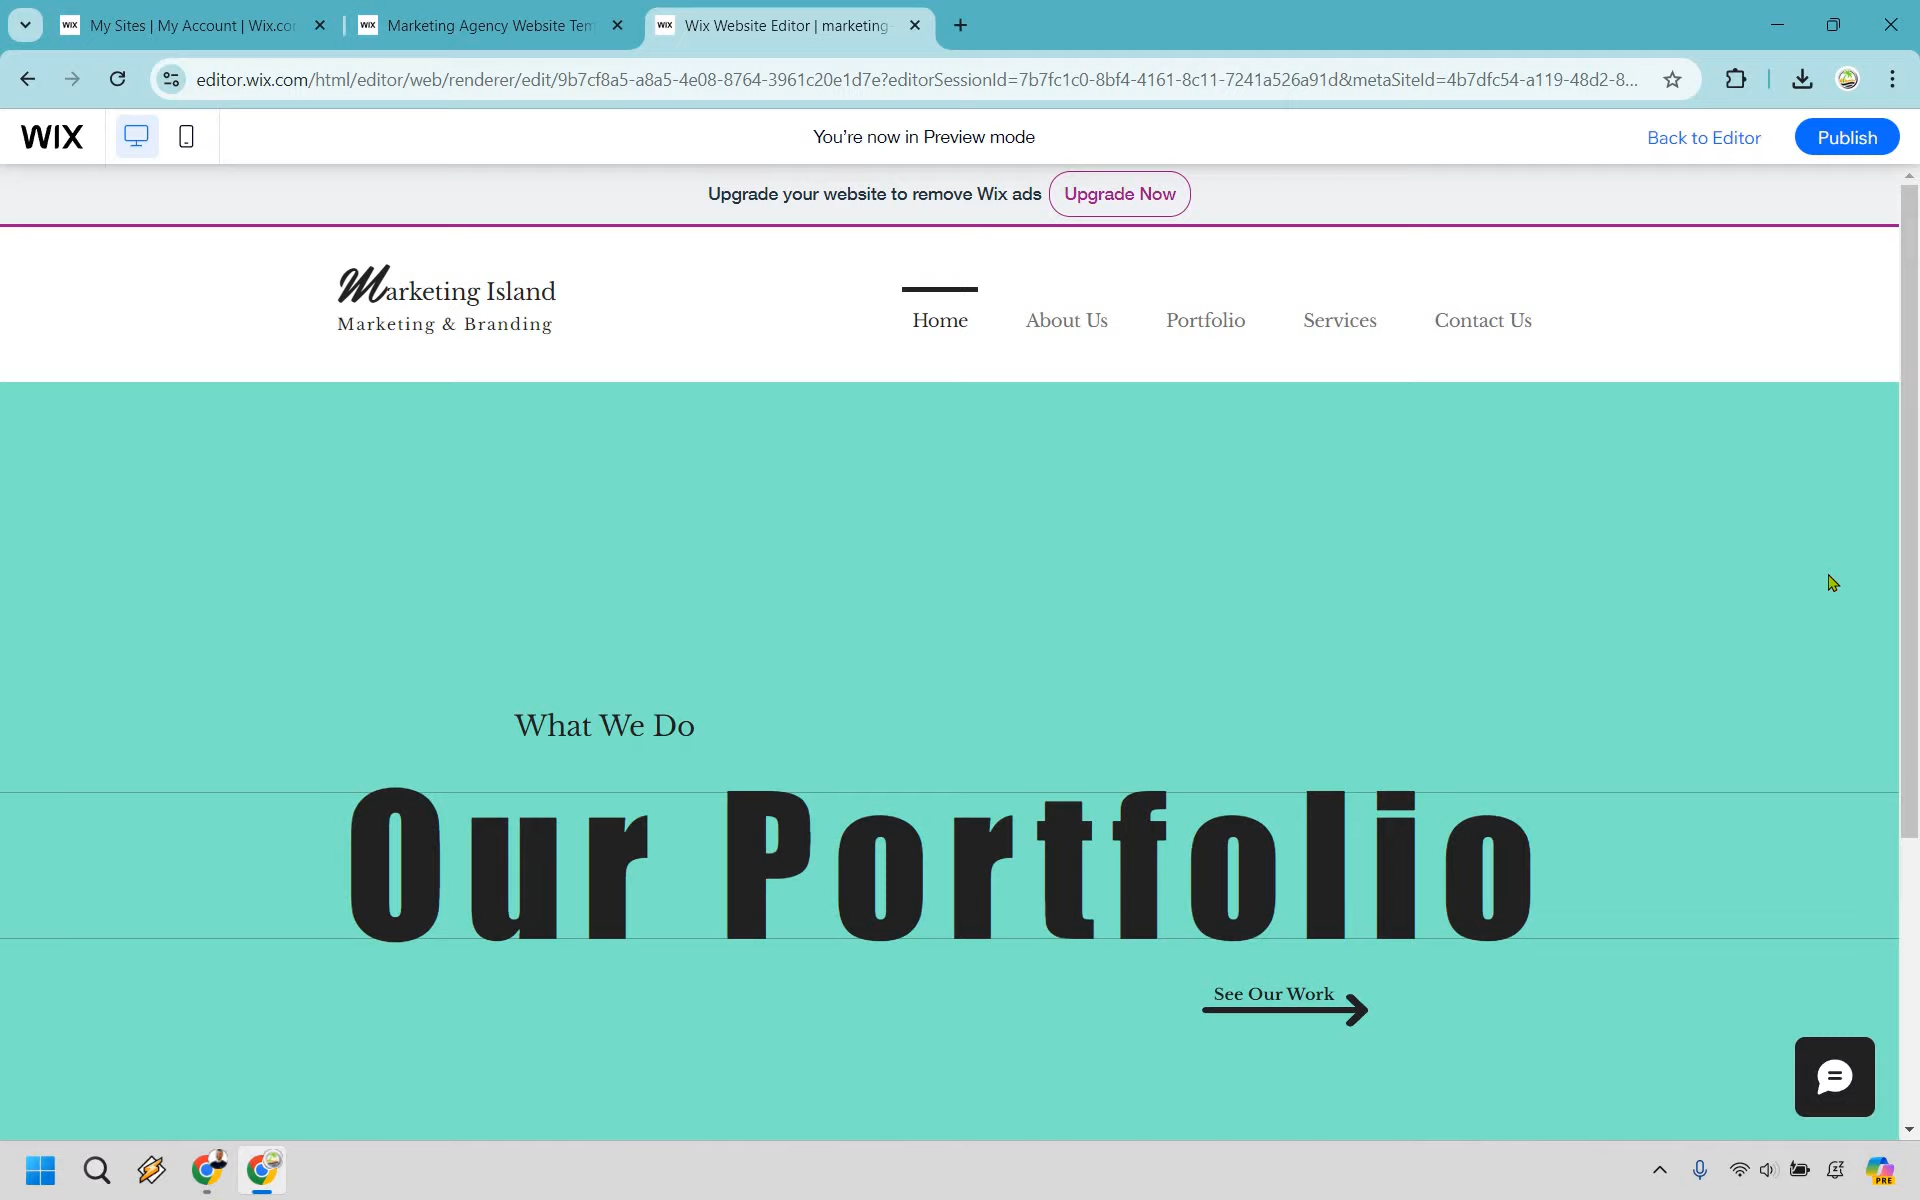 My Sites | My Account | Wix.co
Marketing Agency Website Tem
Wix Website Editor | marketing-
editor.wix.com/html/editor/web/renderer/edit/9b7cf8a5-a8a5-4e08-8764-3961c20e1d7e?editorSessionId=7b7fc1c0-8bf4-4161-8c11-7241a526a91d&metaSiteId=4b7dfc54-a119-48d2-8...
WIX
You're now in Preview mode
Back to Editor
Publish
Upgrade your website to remove Wix ads
Upgrade Now
Marketing Island
Marketing & Branding
Home
About Us
Portfolio
Services
Contact Us
What We Do
Our Portfolio
See Our Work
PRE